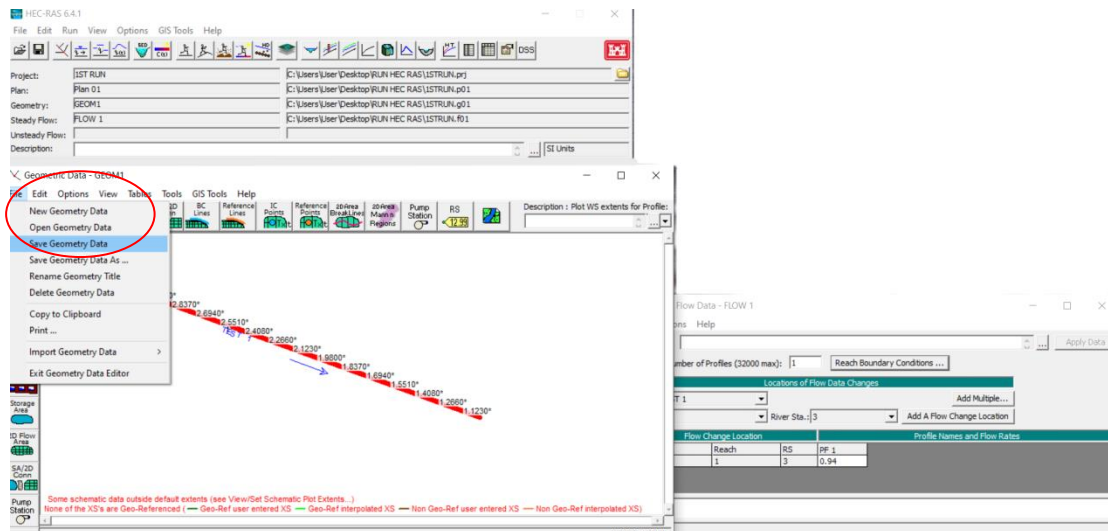 HEC-RAS 6.4.1
File Edit Run View Options GIS Tools Help
DSS
Project: 1ST RUN C:\Users\User\Desktop\RUN HEC RAS\1STRUN.prj
Plan: Plan 01 C:\Users\User\Desktop\RUN HEC RAS\1STRUN.p01
Geometry: GEOM1 C:\Users\User\Desktop\RUN HEC RAS\1STRUN.g01
Steady Flow: FLOW 1 C:\Users\User\Desktop\RUN HEC RAS\1STRUN.f01
Unsteady Flow:
Description: ... SI Units
Geometric Data - GEOM1
File Edit Options View Tables Tools GIS Tools Help
BC Lines Reference Lines IC Points Reference Points 2D Area BreakLines 2D Area Mann n Regions Pump Station RS Description : Plot WS extents for Profile:
New Geometry Data
Open Geometry Data
Save Geometry Data
Save Geometry Data As ...
Rename Geometry Title
Delete Geometry Data
Copy to Clipboard
Print ...
Import Geometry Data >
Exit Geometry Data Editor
2.8370*
2.6940*
2.5510*
2.4080*
2.2660*
2.1230*
1.9800*
1.8370*
1.6940*
1.5510*
1.4080*
1.2660*
1.1230*
Storage Area
2D Flow Area
SA/2D Conn
Pump Station
Some schematic data outside default extents (see View/Set Schematic Plot Extents...)
None of the XS's are Geo-Referenced ( Geo-Ref user entered XS Geo-Ref interpolated XS Non Geo-Ref user entered XS Non Geo-Ref interpolated XS)
Flow Data - FLOW 1
ons Help
... Apply Data
mber of Profiles (32000 max): 1 Reach Boundary Conditions ...
Locations of Flow Data Changes
T 1 Add Multiple...
River Sta.: 3 Add A Flow Change Location
Flow Change Location Profile Names and Flow Rates
Reach RS PF 1
1 3 0.94